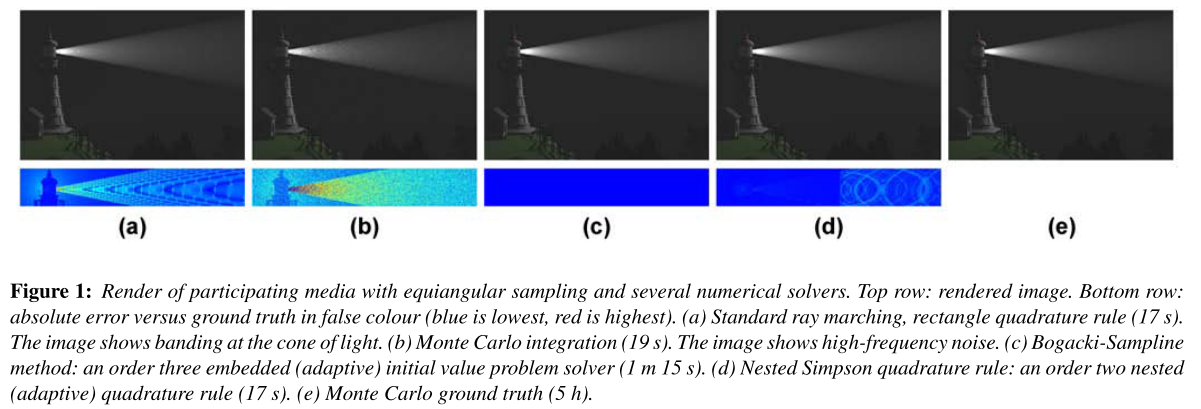 (a) (b) (c) (d) (e)
Figure 1: Render of participating media with equiangular sampling and several numerical solvers. Top row: rendered image. Bottom row:
absolute error versus ground truth in false colour (blue is lowest, red is highest). (a) Standard ray marching, rectangle quadrature rule (17 s).
The image shows banding at the cone of light. (b) Monte Carlo integration (19 s). The image shows high-frequency noise. (c) Bogacki-Sampline
method: an order three embedded (adaptive) initial value problem solver (1 m 15 s). (d) Nested Simpson quadrature rule: an order two nested
(adaptive) quadrature rule (17 s). (e) Monte Carlo ground truth (5 h).